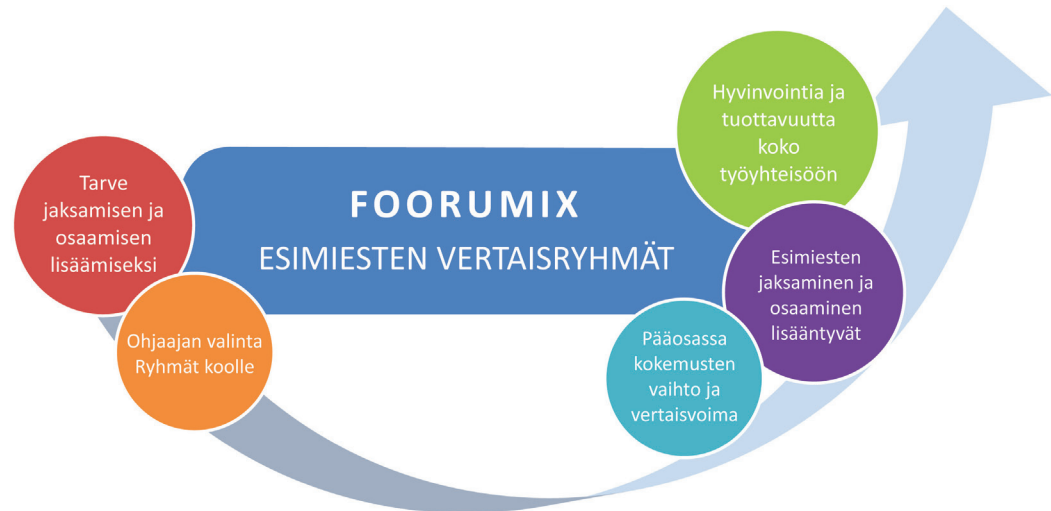 FOORUMIX
ESIMIESTEN VERTAISRYHMÄT
Tarve
jaksamisen ja
osaamisen
lisäämiseksi
Ohjaajan valinta
Ryhmät koolle
Pääosassa
kokemusten
vaihto ja
vertaisvoima
Esimiesten
jaksaminen ja
osaaminen
lisääntyvät
Hyvinvointia ja
tuottavuutta
koko
työyhteisöön